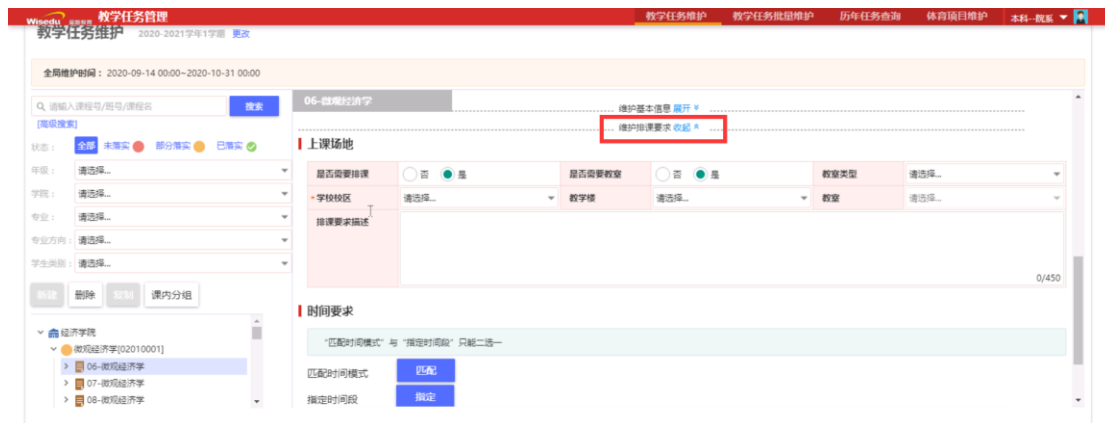 Wisedu 教学任务管理 教学任务维护 教学任务批量维护 历年任务查询 体育项目维护 本科--院系
教学任务维护 2020-2021学年1学期 更改
全局维护时间： 2020-09-14 00:00~2020-10-31 00:00
请输入课程号/班号/课程名 搜索
[高级搜索]
状态： 全部 未落实 部分落实 已落实
年级： 请选择...
学院： 请选择...
专业： 请选择...
专业方向： 请选择...
学生类别： 请选择...
新建 删除 复制 课内分组
经济学院
微观经济学[02010001]
06-微观经济学
07-微观经济学
08-微观经济学
06-微观经济学
维护基本信息 展开
维护排课要求 收起
上课场地
是否需要排课 否 是 是否需要教室 否 是 教室类型 请选择...
*学校校区 请选择... 教学楼 请选择... 教室 请选择...
排课要求描述
0/450
时间要求
"匹配时间模式" 与 "指定时间段" 只能二选一
匹配时间模式 匹配
指定时间段 指定